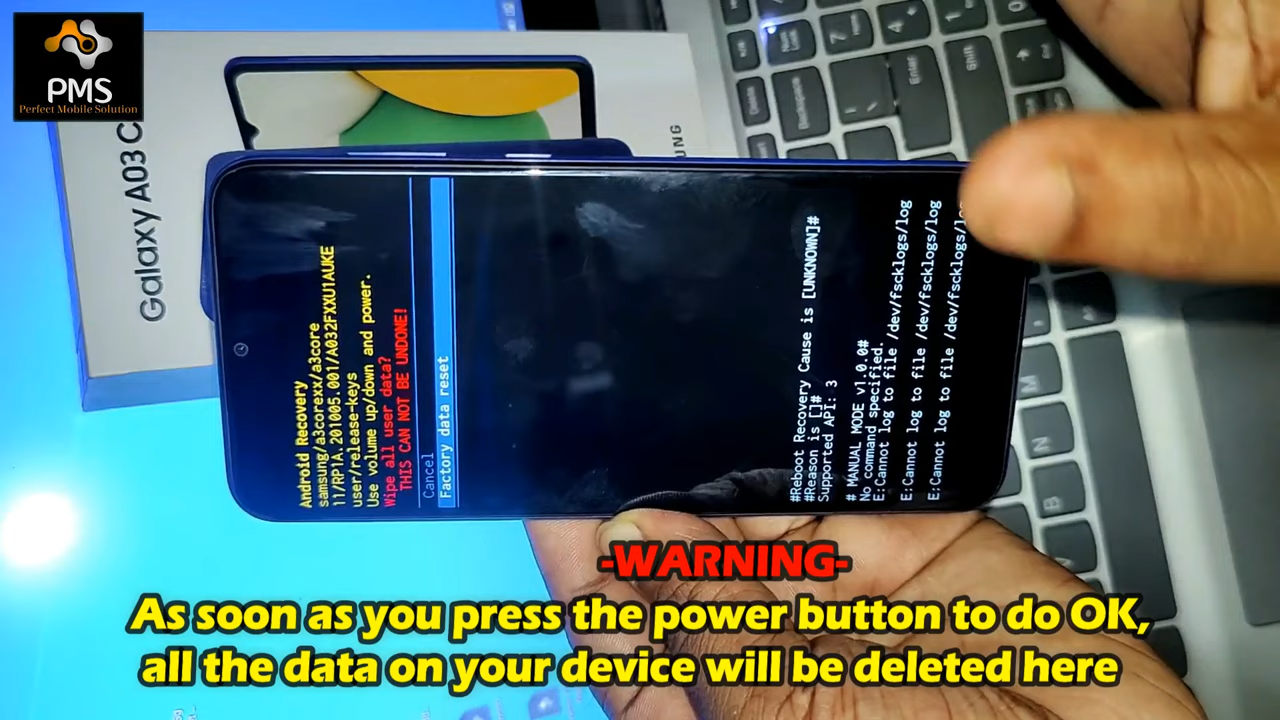 PMS
Perfect Mobile Solution
Galaxy A03 C
UNG
Android Recovery
samsung/a3corexx/a3core
11/RP1A.201005.001/A032FXXU1AUKE
user/release-keys
Use volume up/down and power.
Wipe all user data?
THIS CAN NOT BE UNDONE!
Cancel
Factory data reset
#Reboot Recovery Cause is [UNKNOWN]#
#Reason is []#
Supported API: 3
# MANUAL MODE v1.0.0#
No command specified.
E:Cannot log to file /dev/fscklogs/log
E:Cannot log to file /dev/fscklogs/log
E:Cannot log to file /dev/fscklogs/lo
Enter
Shift
N
B
-WARNING-
As soon as you press the power button to do OK,
all the data on your device will be deleted here